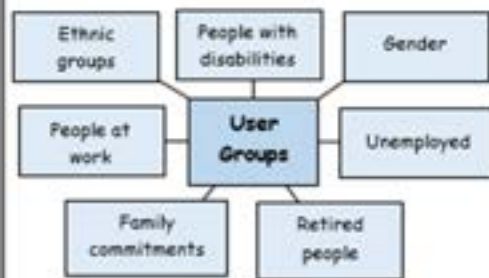 Ethnic
groups
People with
disabilities
Gender
People at
work
User
Groups
Unemployed
Family
commitments
Retired
people